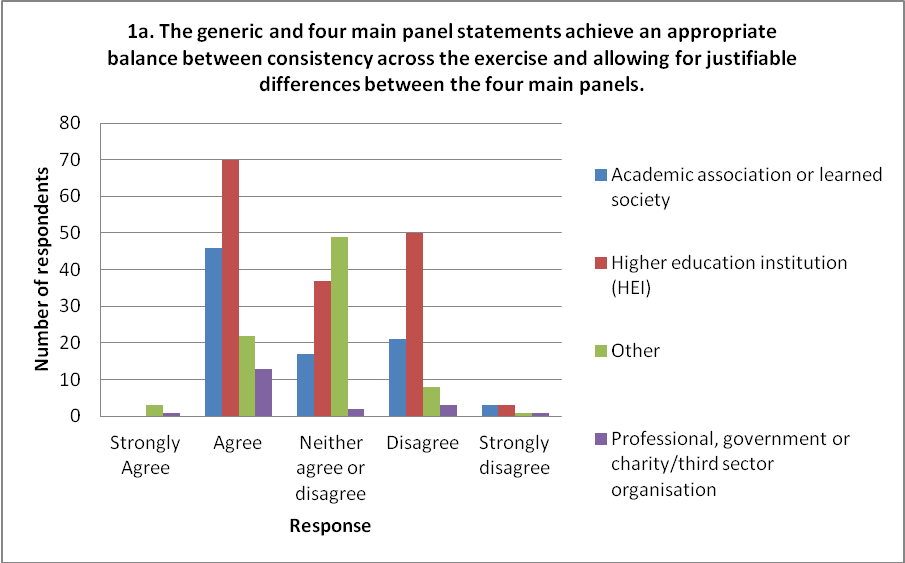 1a. The generic and four main panel statements achieve an appropriate
balance between consistency across the exercise and allowing for justifiable
differences between the four main panels.
Number of respondents
80
70
60
50
40
30
20
10
0
Strongly
Agree
Agree
Neither
agree or
disagree
Disagree
Strongly
disagree
Response
Academic association or learned
society
Higher education institution
(HEI)
Other
Professional, government or
charity/third sector
organisation